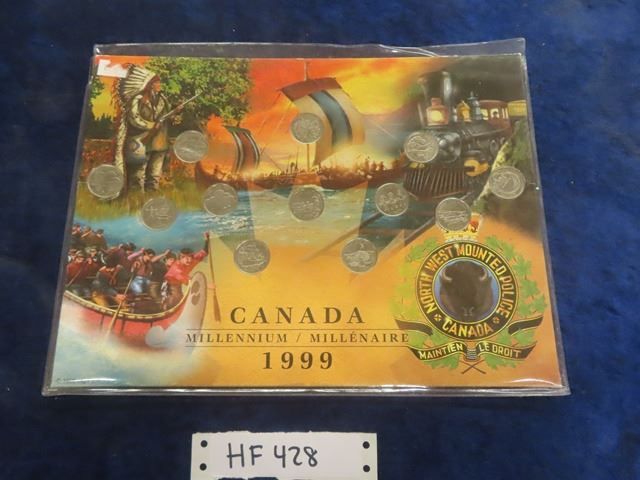 CANADA
MILLENNIUM / MILLÉNAIRE
1999
NORTH WEST MOUNTED POLICE
CANADA
MAINTIEN LE DROIT
HF 428